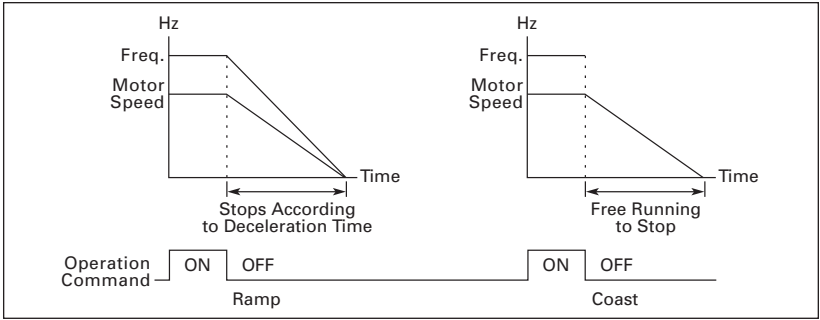 Hz
Freq.
Motor
Speed
Time
Stops According
to Deceleration Time
Hz
Freq.
Motor
Speed
Time
Free Running
to Stop
Operation
Command
ON OFF
Ramp
ON OFF
Coast